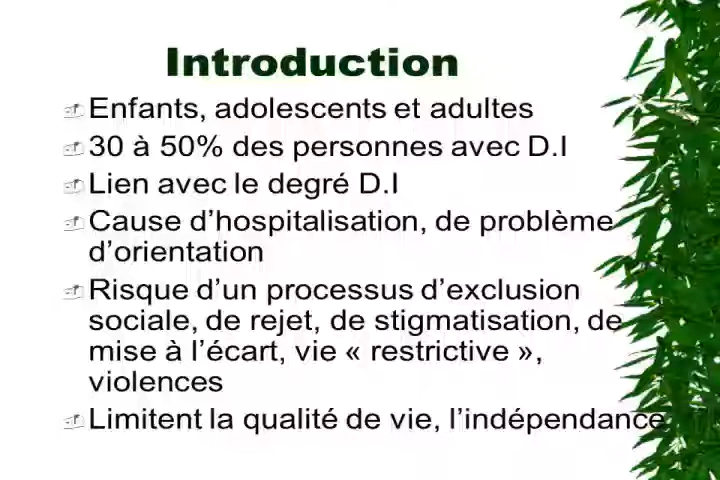 Introduction
Enfants, adolescents et adultes
30 à 50% des personnes avec D.I
Lien avec le degré D.I
Cause d’hospitalisation, de problème
d’orientation
Risque d’un processus d’exclusion
sociale, de rejet, de stigmatisation, de
mise à l’écart, vie « restrictive »,
violences
Limitent la qualité de vie, l’indépendance